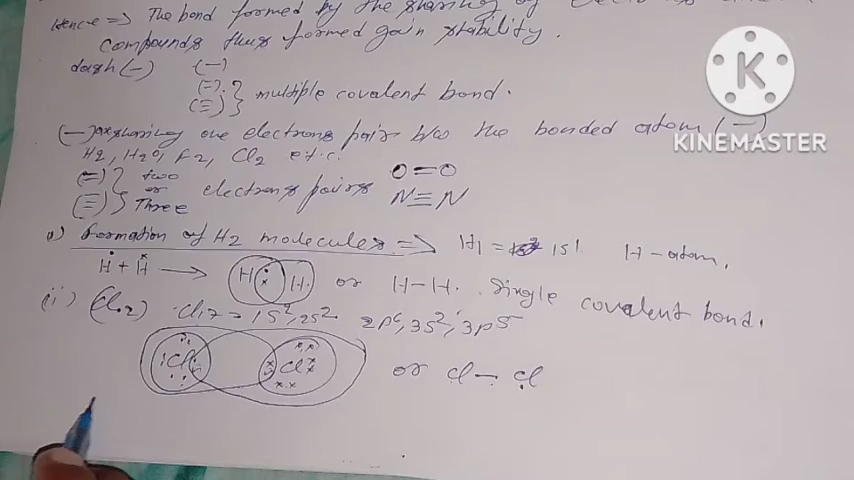 Hence => The bond formed by the sharing of
compounds thus formed gain stability.
dash (-) (-)
(=)
(≡) } multiple covalent bond.
K
KINEMASTER
(-) sharing one electrons pair b/w the bonded atom (-)
H2, H2O, F2, Cl2 etc.
(=) } two or electrons pairs O=O
(≡) } Three N≡N
i) Formation of H2 molecules => H1 = 1s1. H-atom.
H + H → H H or H-H. Single covalent bond.
(ii) (Cl2) Cl17 = 1s2, 2s2 2p6, 3s2, 3p5
Cl Cl or Cl - Cl